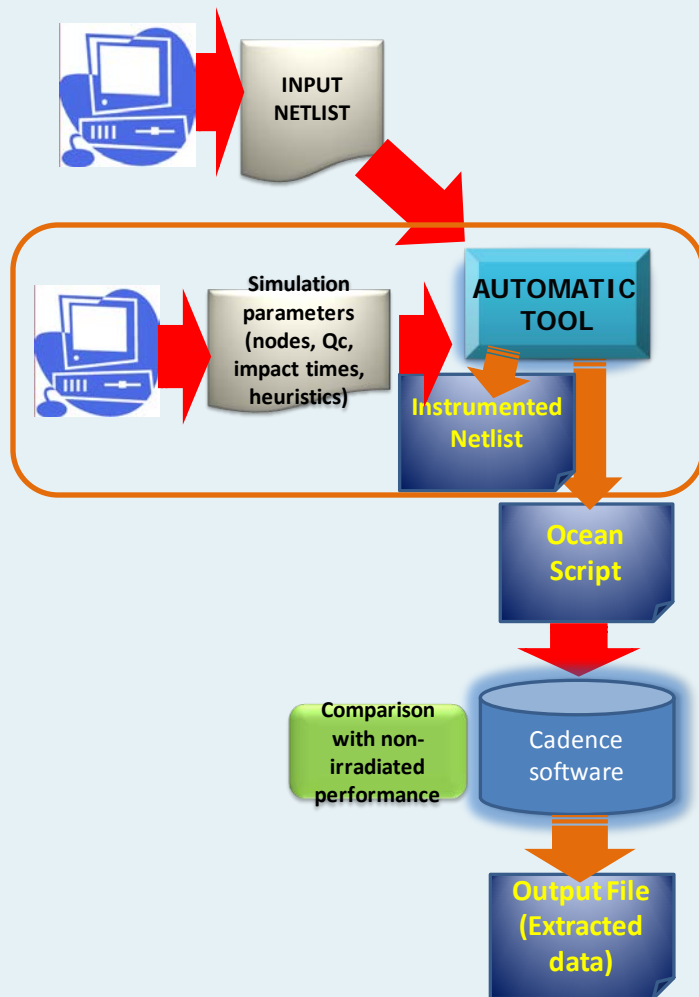 INPUT
NETLIST
Simulation
parameters
(nodes, Qc,
impact times,
heuristics)
AUTOMATIC
TOOL
Instrumented
Netlist
Ocean
Script
Comparison
with non-
irradiated
performance
Cadence
software
Output File
(Extracted
data)